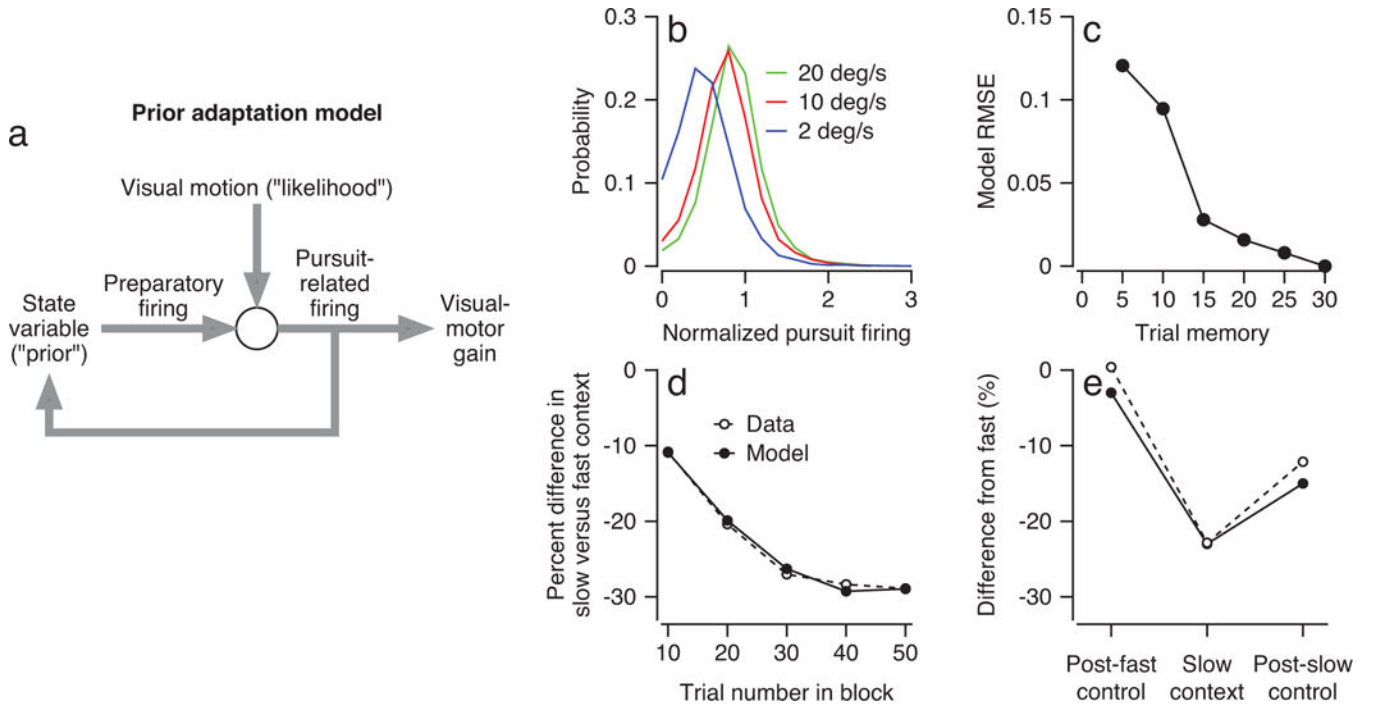 a
Prior adaptation model
Visual motion ("likelihood")
Preparatory
firing
Pursuit-
related
firing
State
variable
("prior")
Visual-
motor
gain
b
Probability
0.3
0.2
0.1
0
20 deg/s
10 deg/s
2 deg/s
0 1 2 3
Normalized pursuit firing
c
Model RMSE
0.15
0.05
0
0 5 10 15 20 25 30
Trial memory
d
Percent difference in
slow versus fast context
0
-10
-20
-30
Data
Model
10 20 30 40 50
Trial number in block
e
Difference from fast (%)
0
-10
-20
-30
Post-fast
control
Slow
context
Post-slow
control